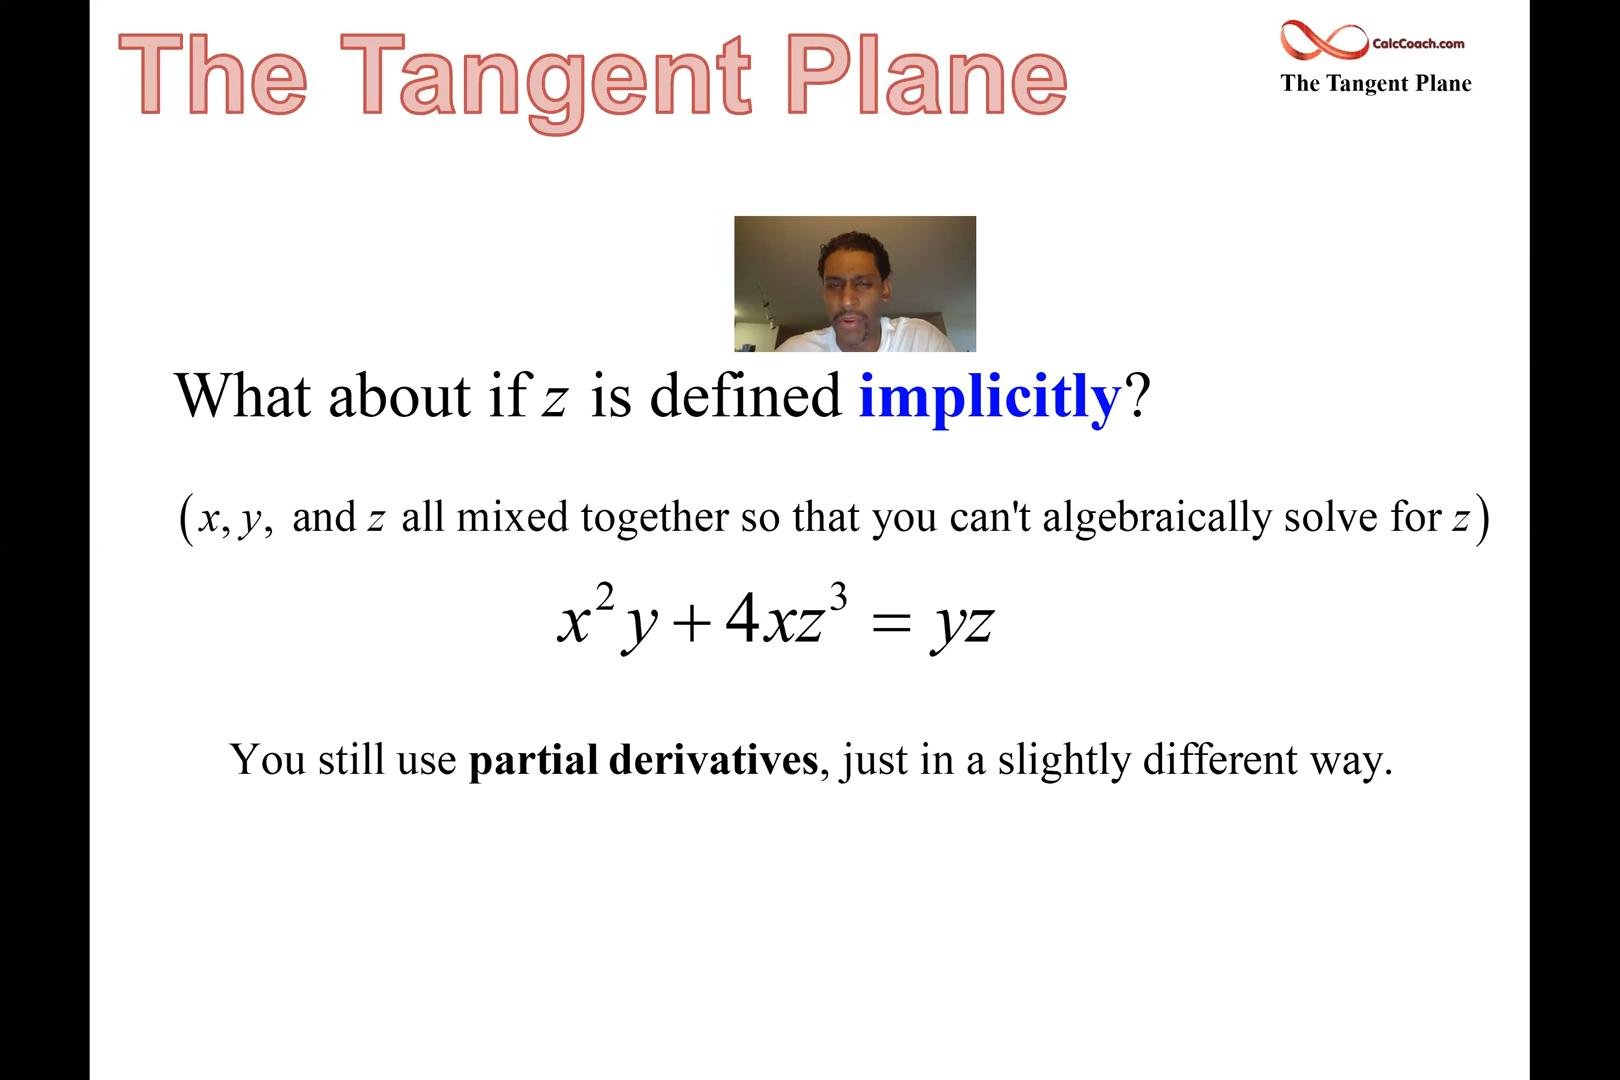 The Tangent Plane
CalcCoach.com
The Tangent Plane
What about if z is defined implicitly?
(x, y, and z all mixed together so that you can't algebraically solve for z)
x²y + 4xz³ = yz
You still use partial derivatives, just in a slightly different way.